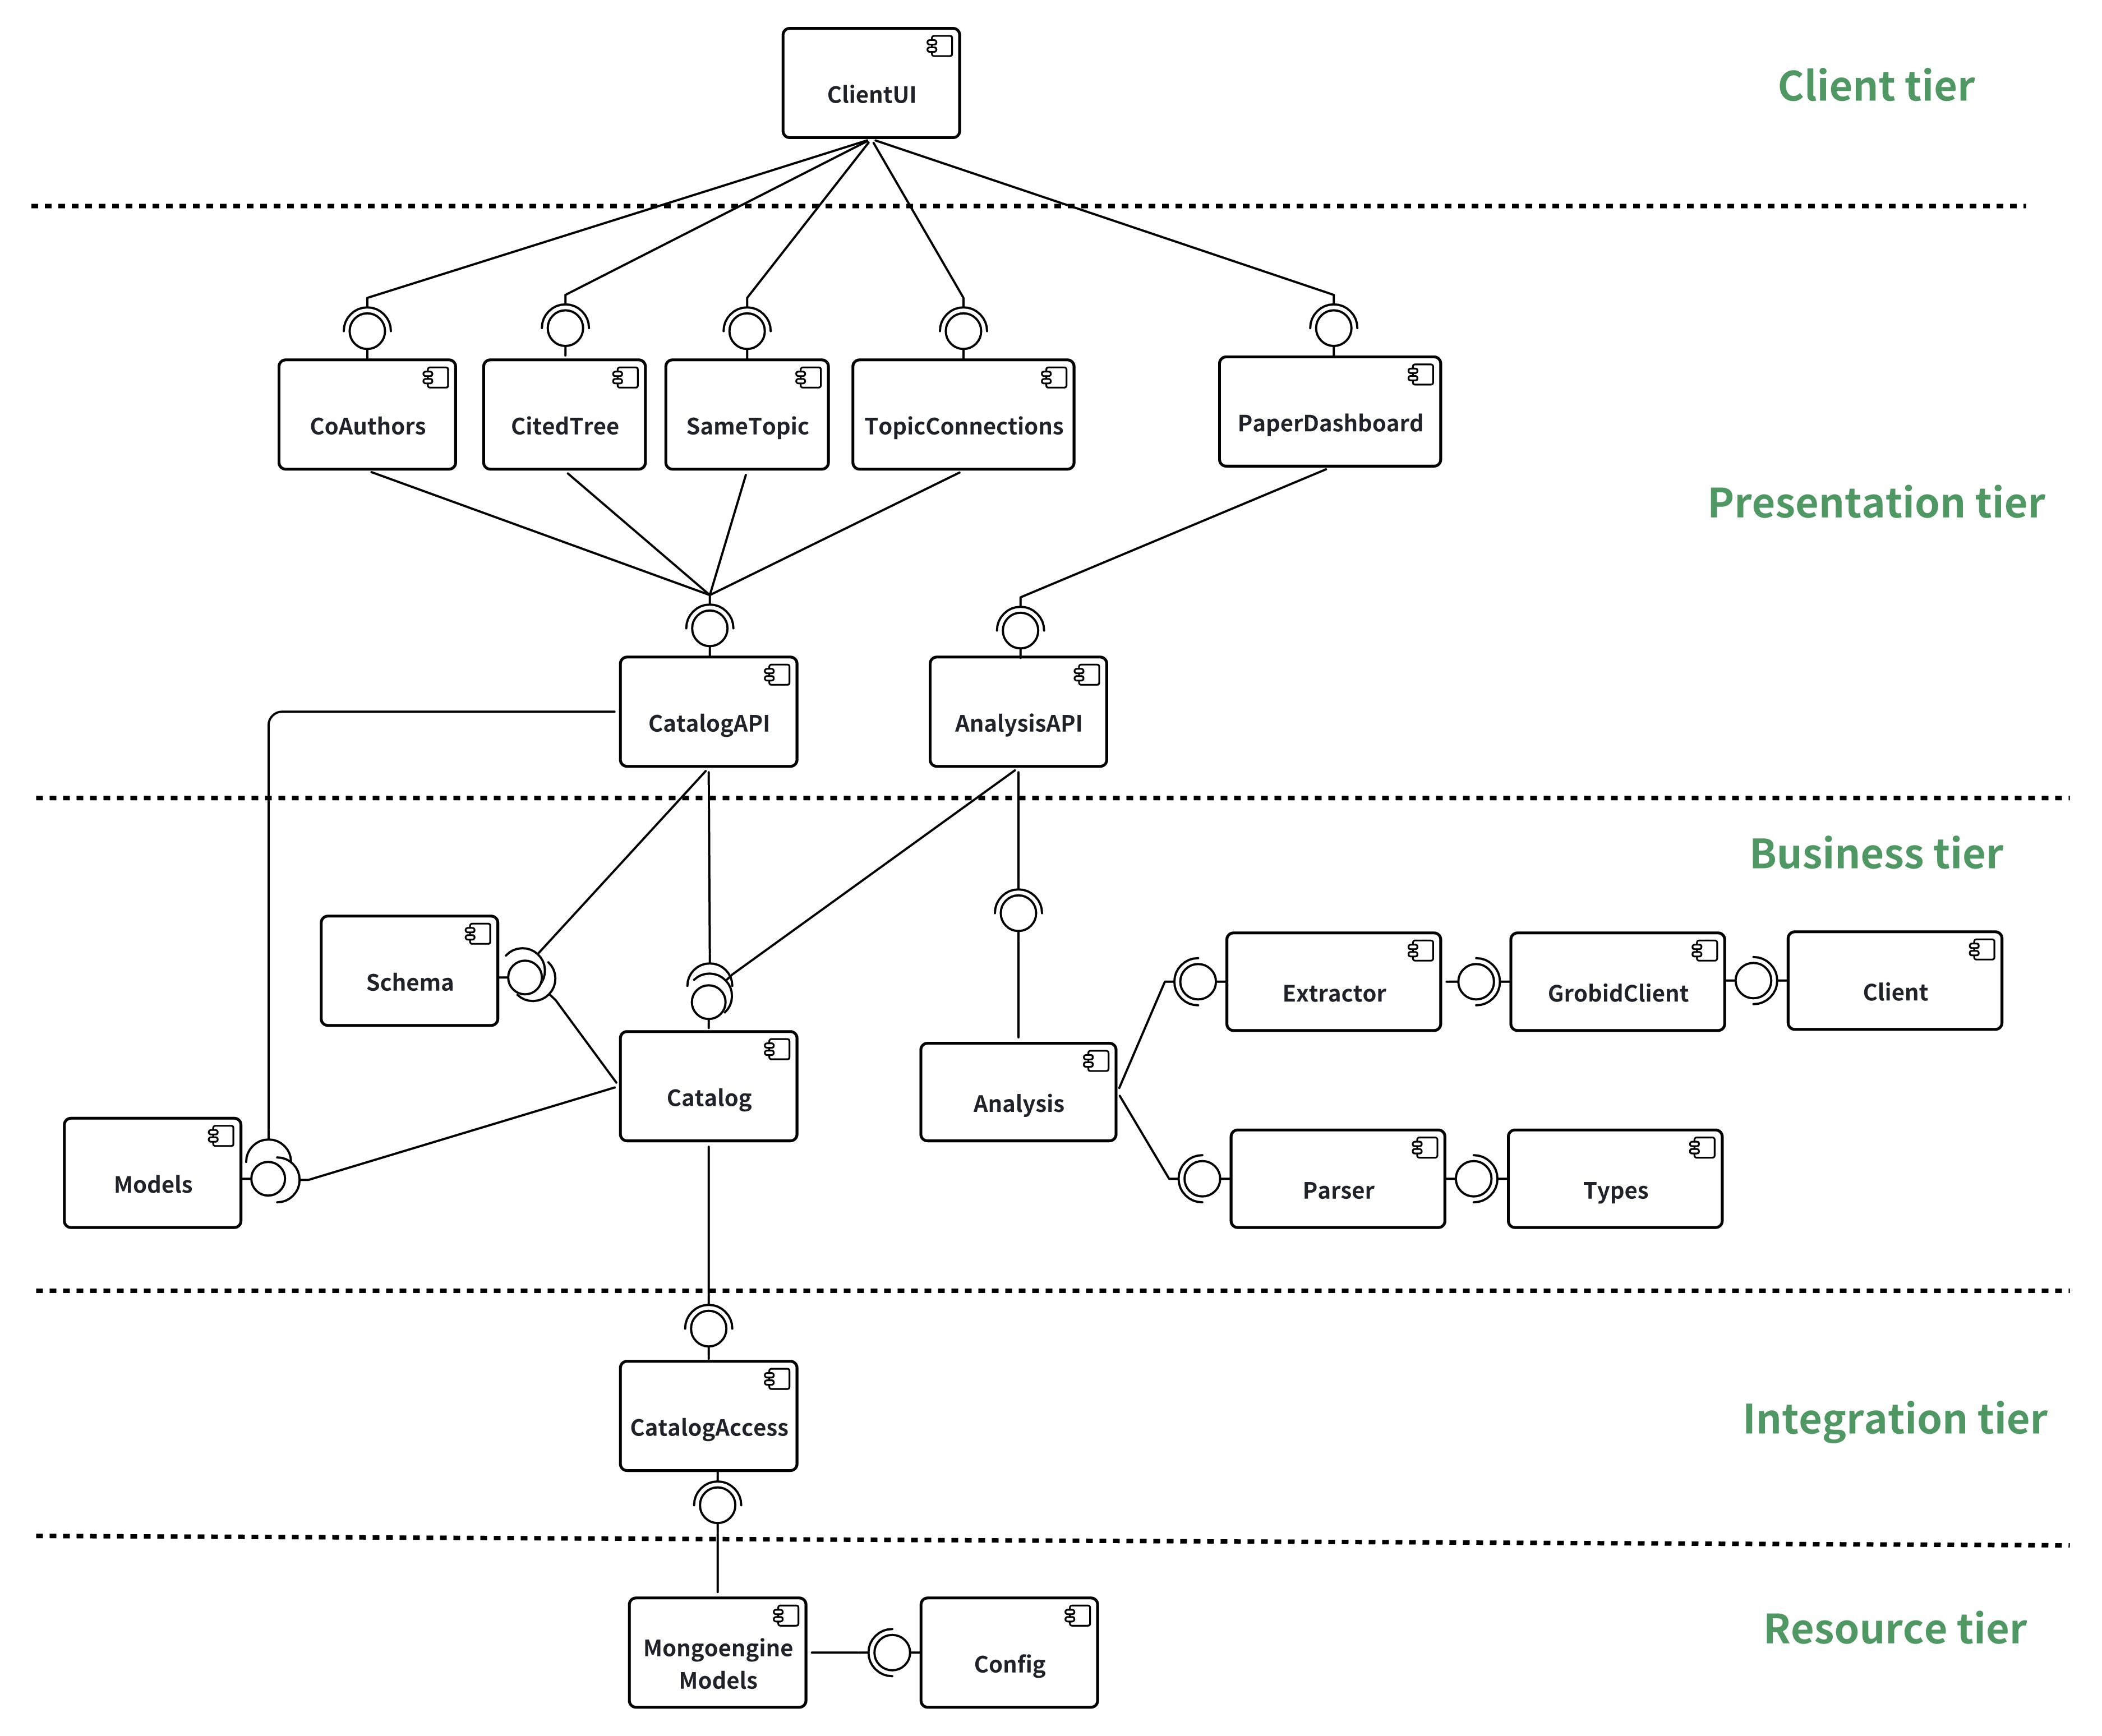 ClientUI
Client tier
CoAuthors
CitedTree
SameTopic
TopicConnections
PaperDashboard
Presentation tier
CatalogAPI
AnalysisAPI
Business tier
Schema
Extractor
GrobidClient
Client
Catalog
Analysis
Models
Parser
Types
CatalogAccess
Integration tier
Mongoengine
Models
Config
Resource tier